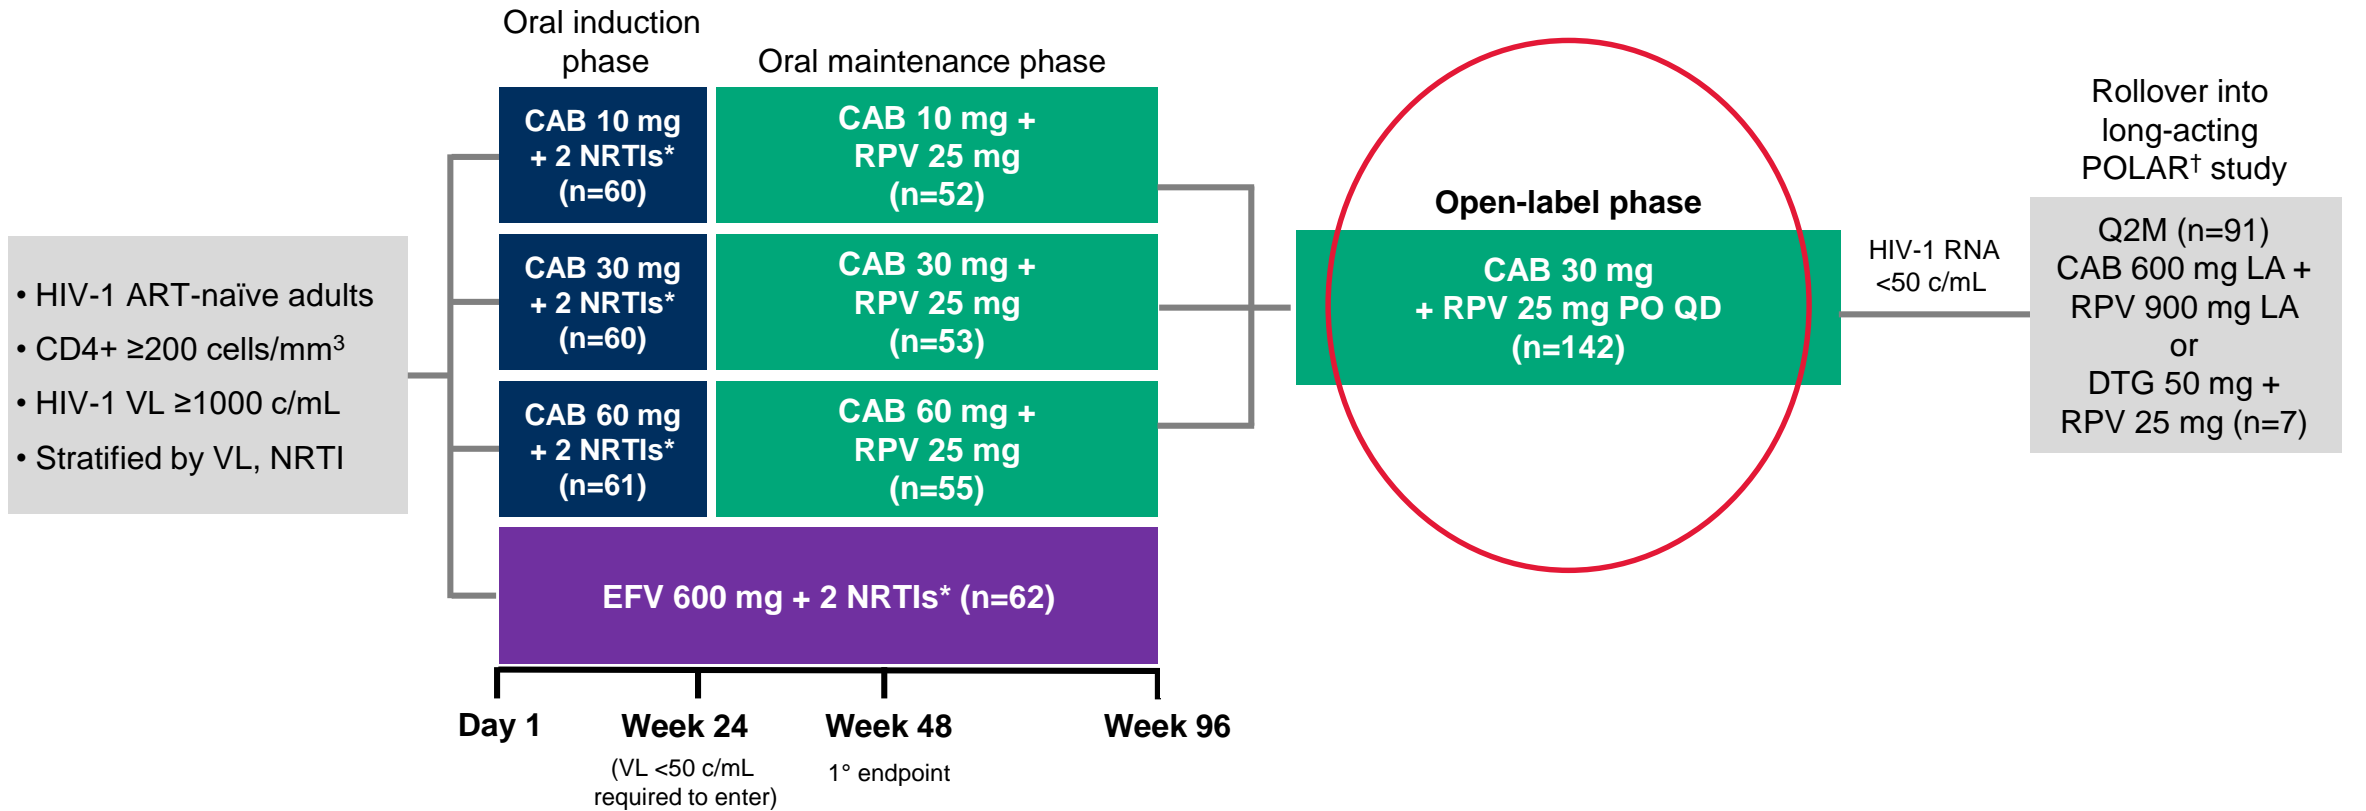 Oral induction
phase
Oral maintenance phase
CAB 10 mg
+ 2 NRTIs*
(n=60)
CAB 10 mg +
RPV 25 mg
(n=52)
CAB 30 mg
+ 2 NRTIs*
(n=60)
CAB 30 mg +
RPV 25 mg
(n=53)
CAB 60 mg
+ 2 NRTIs*
(n=61)
CAB 60 mg +
RPV 25 mg
(n=55)
EFV 600 mg + 2 NRTIs* (n=62)
• HIV-1 ART-naïve adults
• CD4+ ≥200 cells/mm³
• HIV-1 VL ≥1000 c/mL
• Stratified by VL, NRTI
Day 1
Week 24
(VL <50 c/mL
required to enter)
Week 48
1° endpoint
Week 96
Open-label phase
CAB 30 mg
+ RPV 25 mg PO QD
(n=142)
HIV-1 RNA
<50 c/mL
Rollover into
long-acting
POLAR† study
Q2M (n=91)
CAB 600 mg LA +
RPV 900 mg LA
or
DTG 50 mg +
RPV 25 mg (n=7)